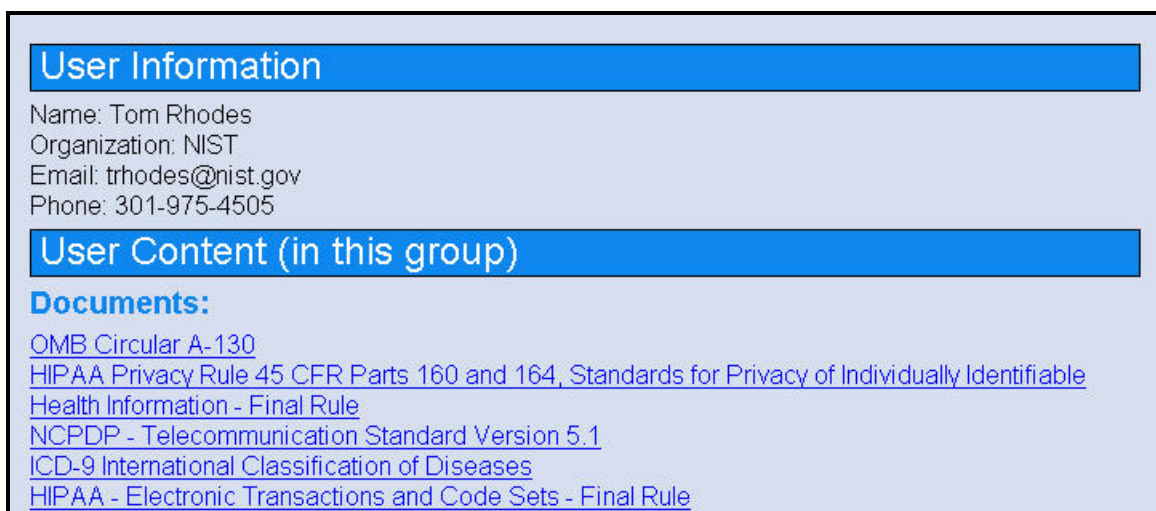 User Information
Name: Tom Rhodes
Organization: NIST
Email: trhodes@nist.gov
Phone: 301-975-4505
User Content (in this group)
Documents:
OMB Circular A-130
HIPAA Privacy Rule 45 CFR Parts 160 and 164, Standards for Privacy of Individually Identifiable
Health Information - Final Rule
NCPDP - Telecommunication Standard Version 5.1
ICD-9 International Classification of Diseases
HIPAA - Electronic Transactions and Code Sets - Final Rule